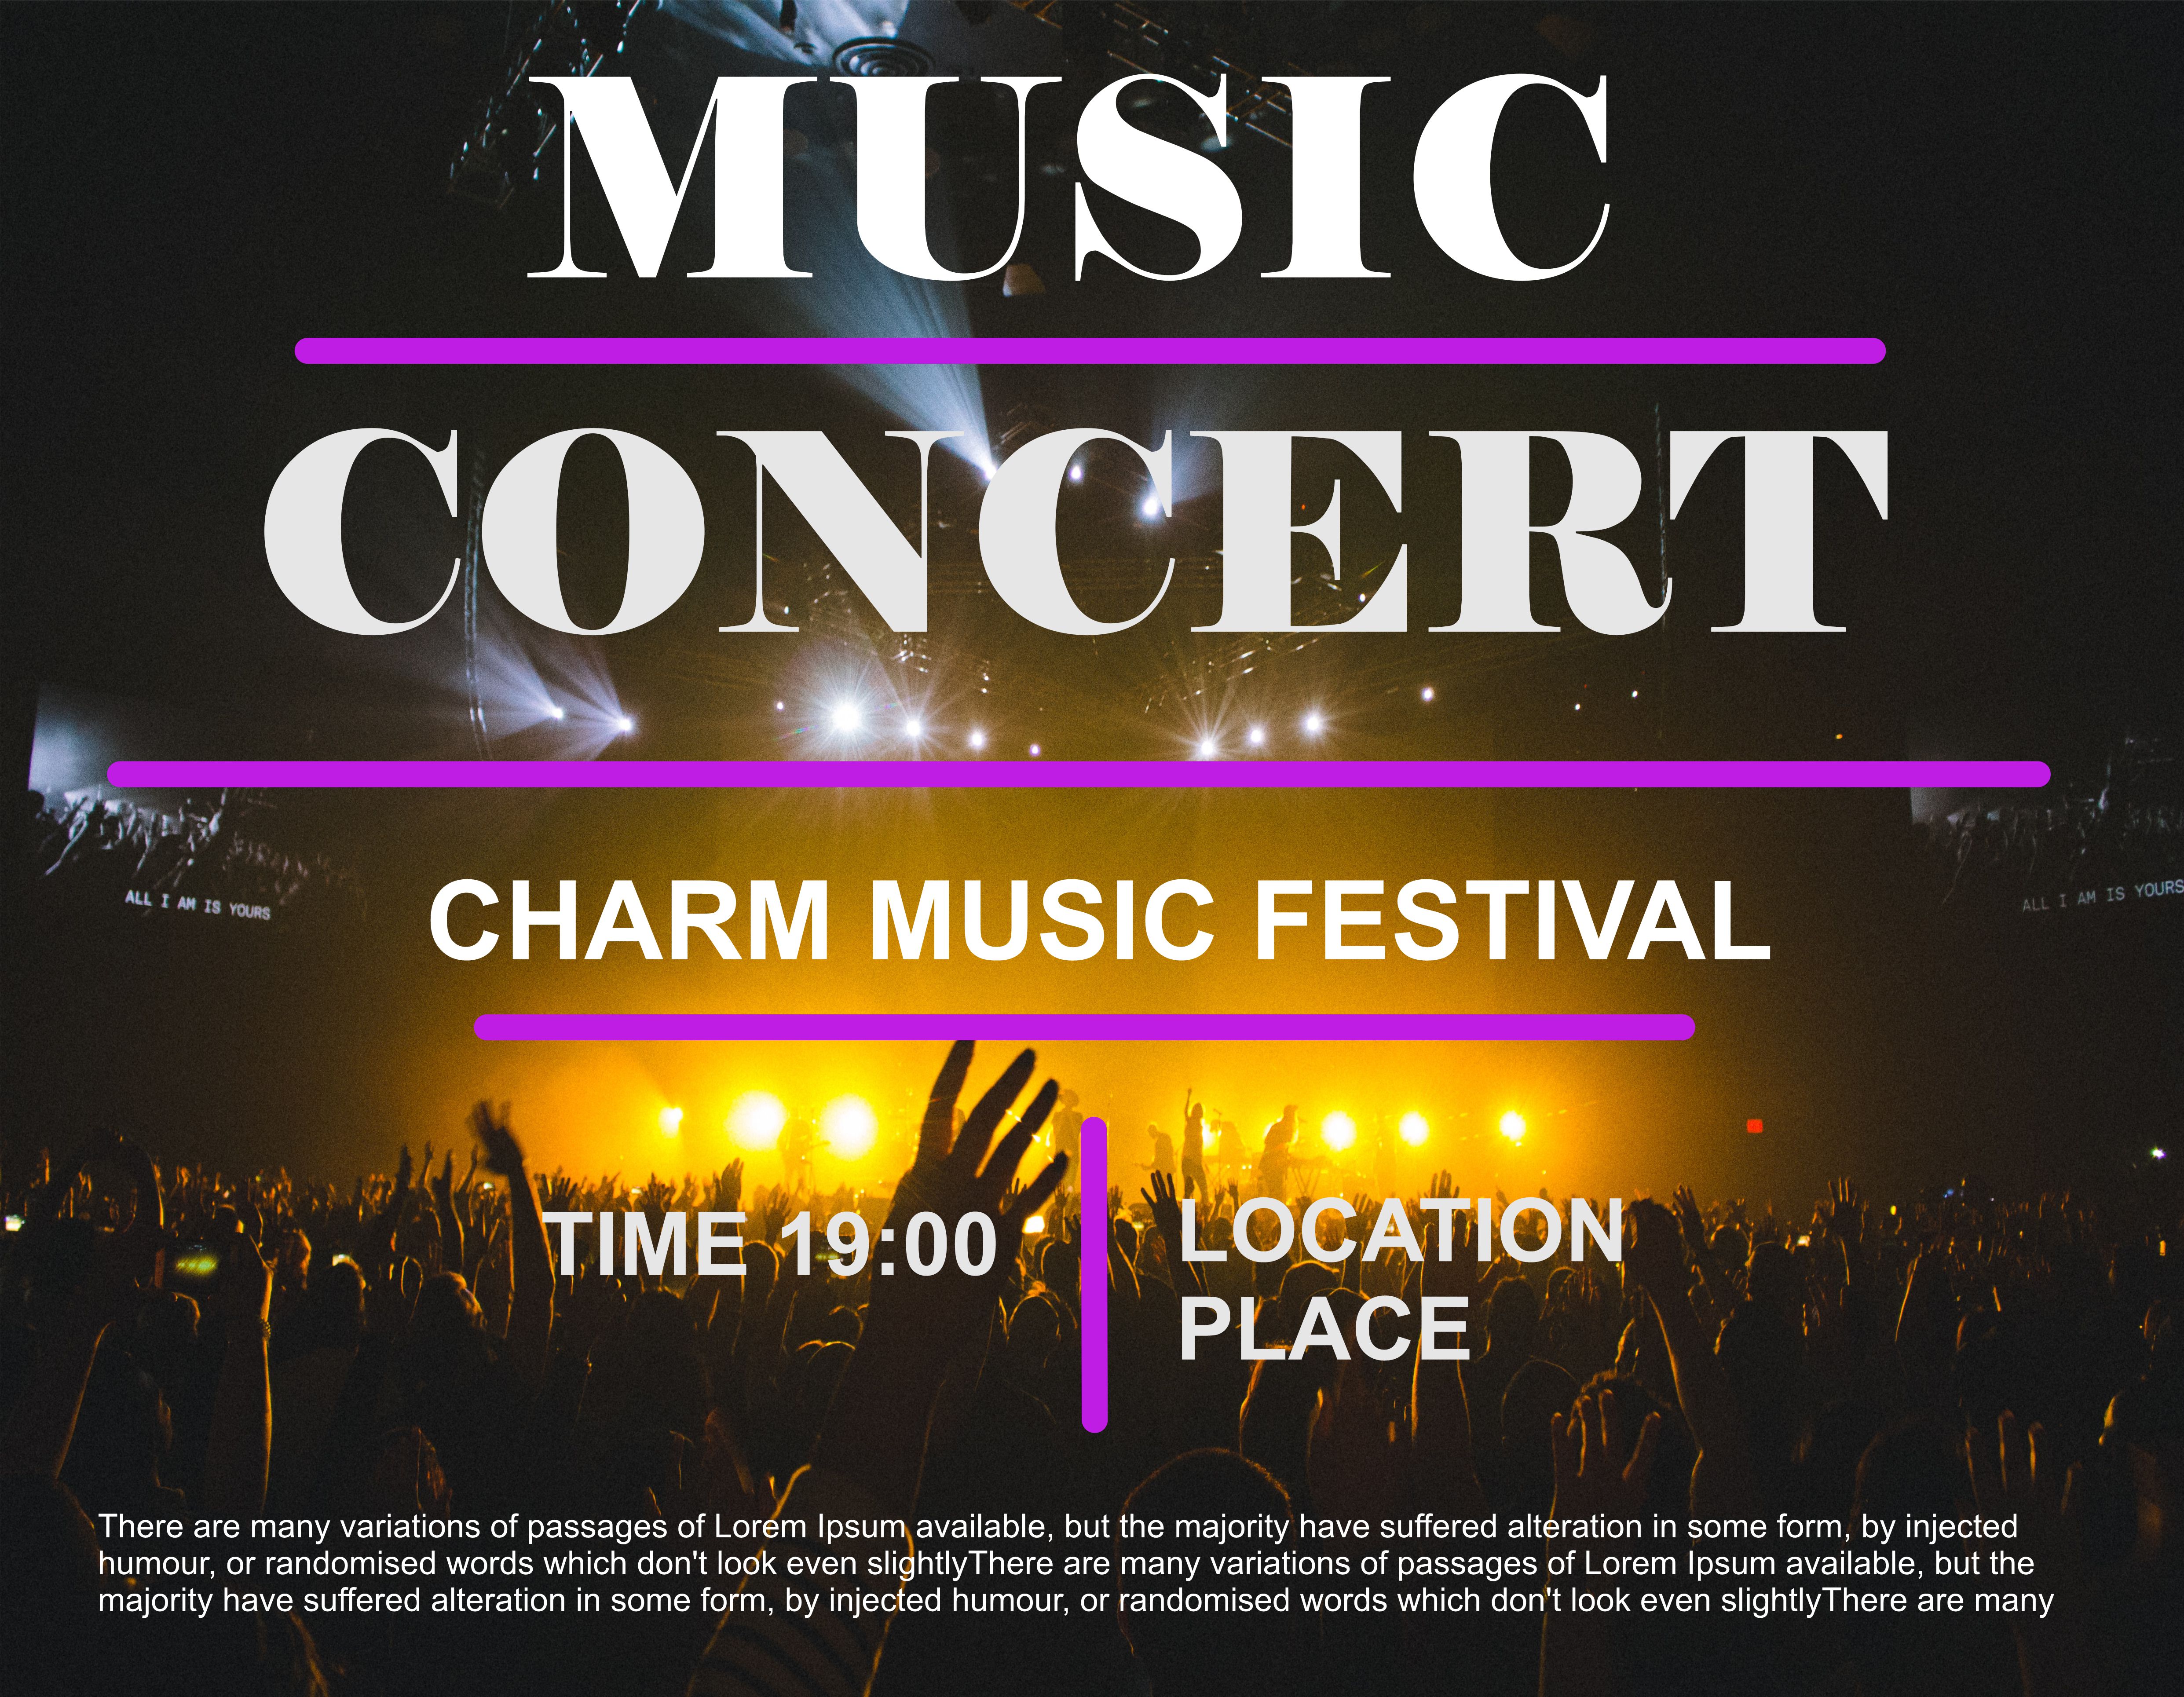 MUSIC
CONCERT
ALL I AM IS YOURS
ALL I AM IS YOURS
CHARM MUSIC FESTIVAL
TIME 19:00
LOCATION
PLACE
There are many variations of passages of Lorem Ipsum available, but the majority have suffered alteration in some form, by injected
humour, or randomised words which don't look even slightlyThere are many variations of passages of Lorem Ipsum available, but the
majority have suffered alteration in some form, by injected humour, or randomised words which don't look even slightlyThere are many